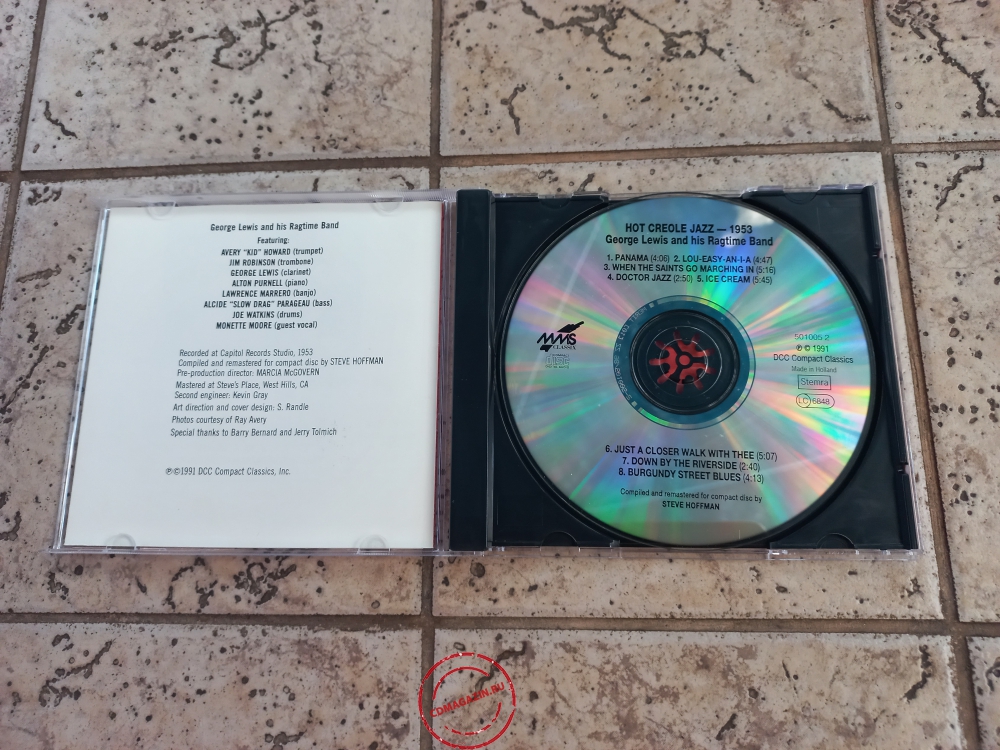 George Lewis and his Ragtime Band
Featuring:
AVERY "KID" HOWARD (trumpet)
JIM ROBINSON (trombone)
GEORGE LEWIS (clarinet)
ALTON PURNELL (piano)
LAWRENCE MARRERO (banjo)
ALCIDE "SLOW DRAG" PARAGEAU (bass)
JOE WATKINS (drums)
MONETTE MOORE (guest vocal)
Recorded at Capitol Records Studio, 1953
Compiled and remastered for compact disc by STEVE HOFFMAN
Pre-production director: MARCIA McGOVERN
Mastered at Steve's Place, West Hills, CA
Second engineer: Kevin Gray
Art direction and cover design: S. Randle
Photos courtesy of Ray Avery
Special thanks to Barry Bernard and Jerry Tolmich
℗©1991 DCC Compact Classics, Inc.
HOT CREOLE JAZZ — 1953
George Lewis and his Ragtime Band
1. PANAMA (4:06) 2. LOU-EASY-AN-I-A (4:47)
3. WHEN THE SAINTS GO MARCHING IN (5:16)
4. DOCTOR JAZZ (2:50) 5. ICE CREAM (5:45)
MMS
CLASSIX
COMPACT
disc
DIGITAL AUDIO
501005 2
℗ © 1991
DCC Compact Classics
Made in Holland
Stemra
LC 6848
6. JUST A CLOSER WALK WITH THEE (5:07)
7. DOWN BY THE RIVERSIDE (2:40)
8. BURGUNDY STREET BLUES (4:13)
Compiled and remastered for compact disc by
STEVE HOFFMAN
CDMAGAZIN.RU